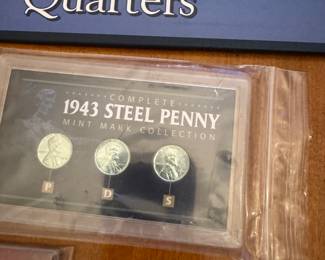 Quarters
COMPLETE
1943 STEEL PENNY
MINT MARK COLLECTION
P D S